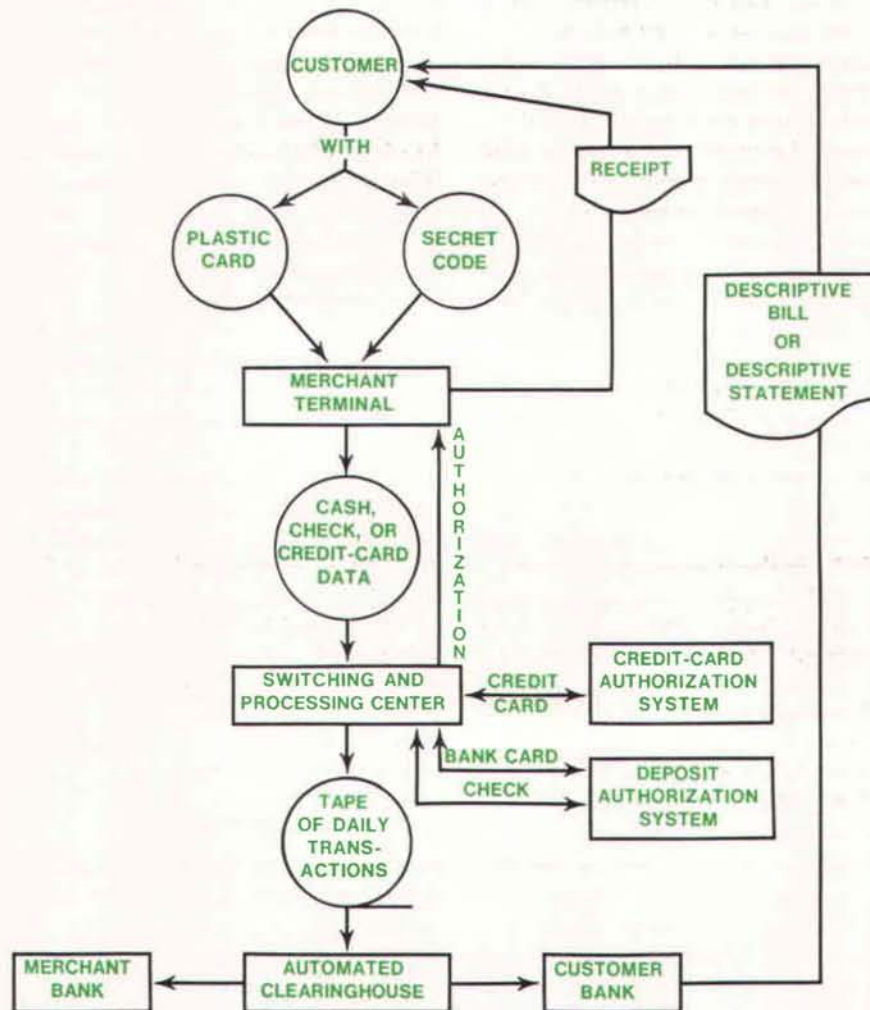 CUSTOMER
WITH
RECEIPT
PLASTIC
CARD
SECRET
CODE
DESCRIPTIVE
BILL
OR
DESCRIPTIVE
STATEMENT
MERCHANT
TERMINAL
AUTHORIZATION
CASH,
CHECK, OR
CREDIT-CARD
DATA
SWITCHING AND
PROCESSING CENTER
CREDIT
CARD
CREDIT-CARD
AUTHORIZATION
SYSTEM
BANK CARD
CHECK
DEPOSIT
AUTHORIZATION
SYSTEM
TAPE
OF DAILY
TRANS-
ACTIONS
MERCHANT
BANK
AUTOMATED
CLEARINGHOUSE
CUSTOMER
BANK